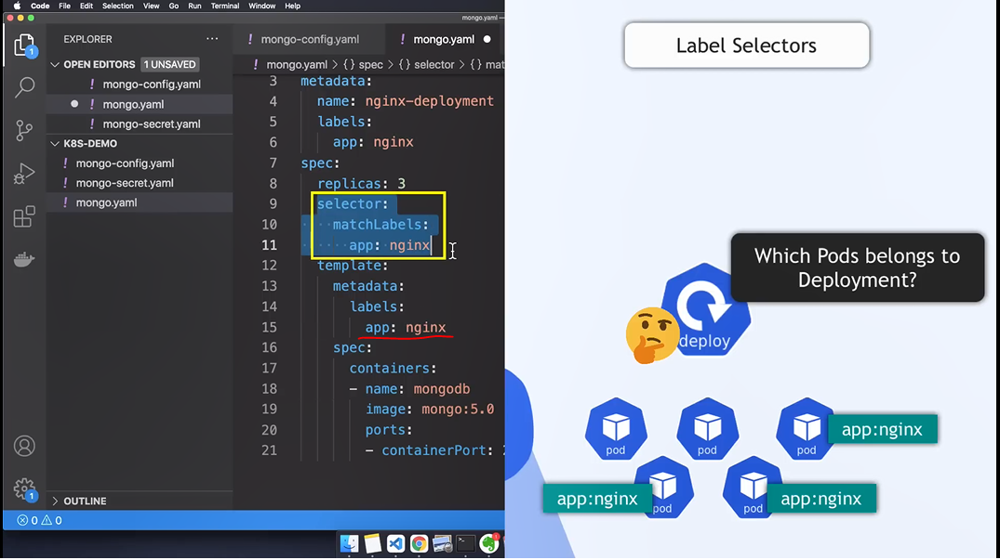 Code File Edit Selection View Go Run Terminal Window Help
mongo.yaml —
EXPLORER
OPEN EDITORS 1 UNSAVED
mongo-config.yaml
mongo.yaml
mongo-secret.yaml
K8S-DEMO
mongo-config.yaml
mongo-secret.yaml
mongo.yaml
OUTLINE
1
1
0 0
mongo-config.yaml
mongo.yaml
mongo.yaml > {} spec > {} selector > {} mat
3 metadata:
4 name: nginx-deployment
5 labels:
6 app: nginx
7 spec:
8 replicas: 3
9 selector:
10 matchLabels:
11 app: nginx
12 template:
13 metadata:
14 labels:
15 app: nginx
16 spec:
17 containers:
18 - name: mongodb
19 image: mongo:5.0
20 ports:
21 - containerPort: 2
Label Selectors
Which Pods belongs to
Deployment?
deploy
pod
pod
pod
app:nginx
app:nginx
pod
pod
app:nginx